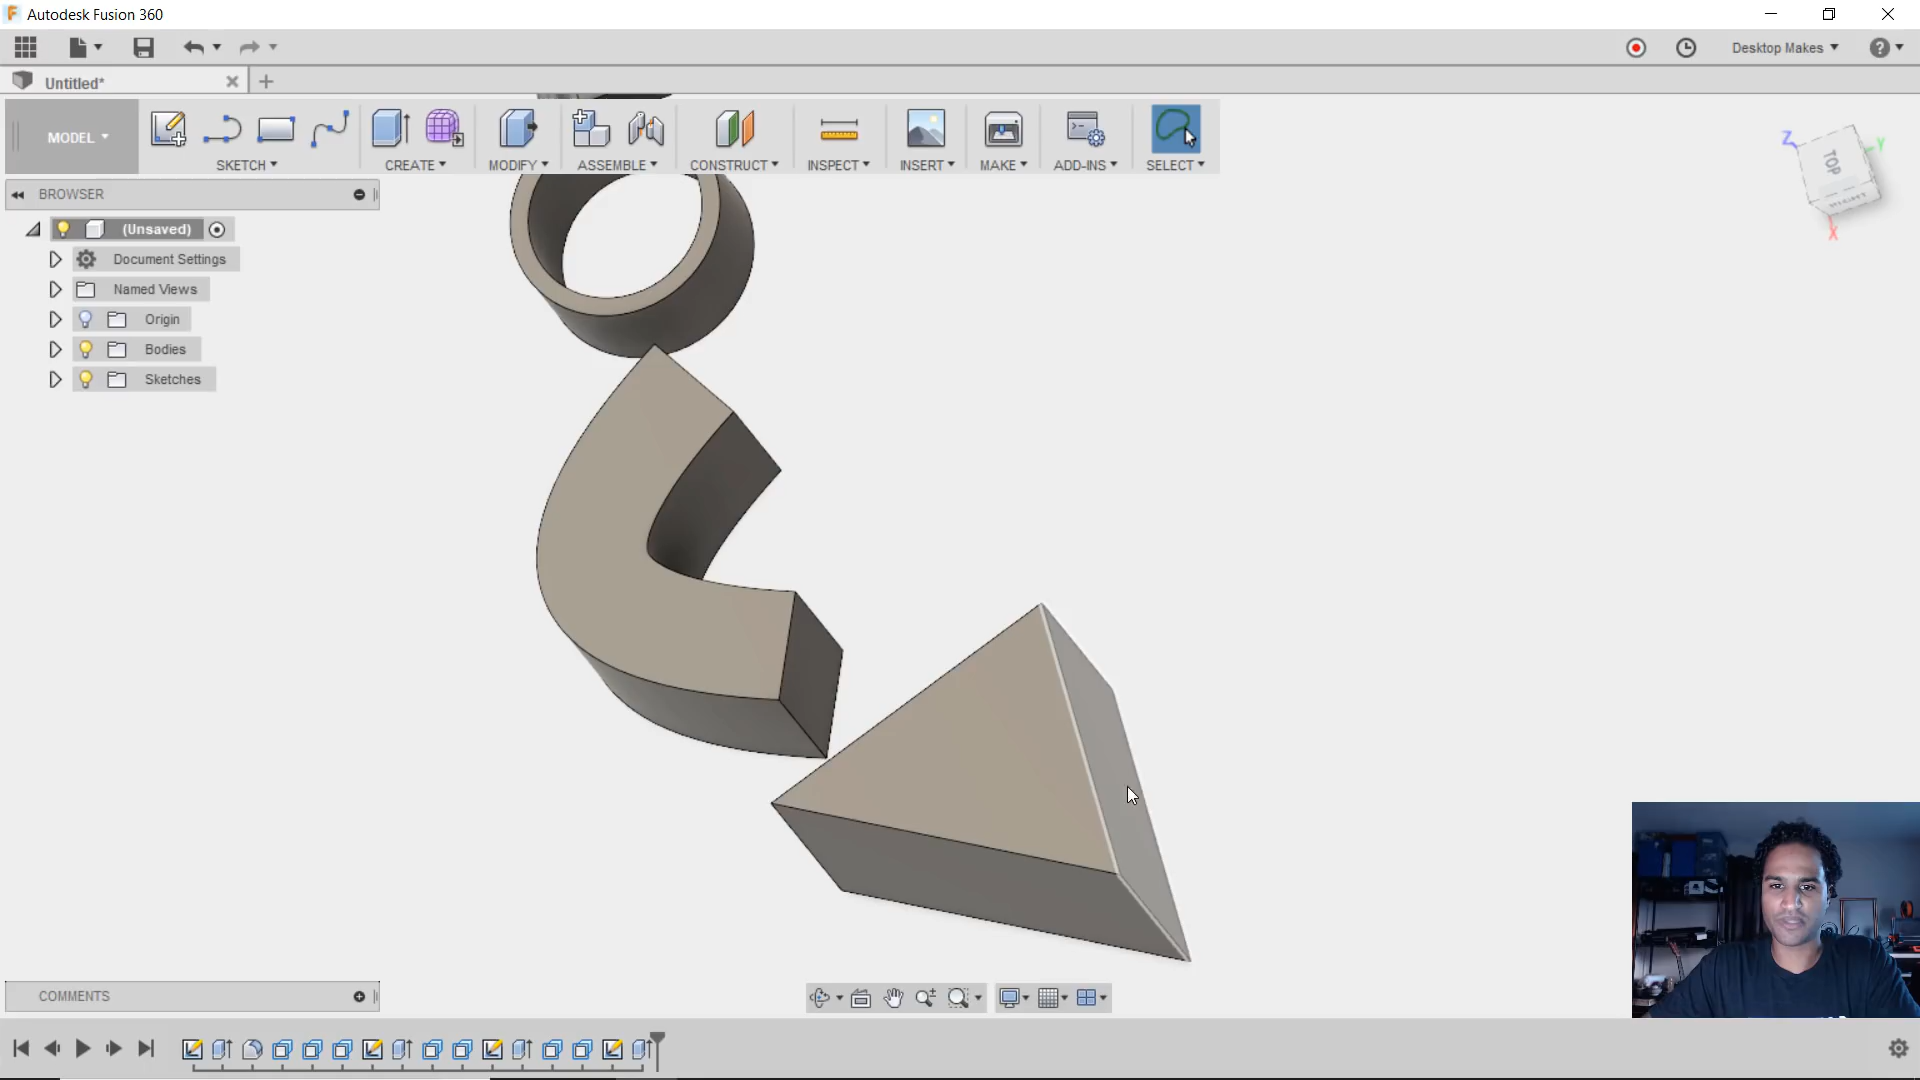 Autodesk Fusion 360
Desktop Makes
Untitled*
MODEL
SKETCH
CREATE
MODIFY
ASSEMBLE
CONSTRUCT
INSPECT
INSERT
MAKE
ADD-INS
SELECT
Z
Y
TOP
X
BROWSER
(Unsaved)
Document Settings
Named Views
Origin
Bodies
Sketches
COMMENTS